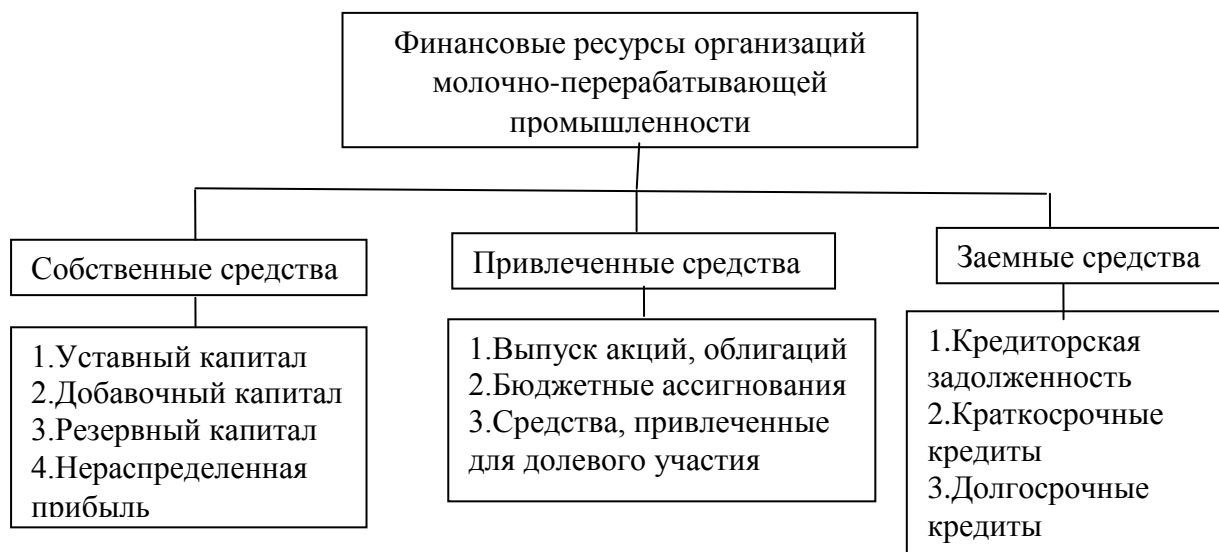 Финансовые ресурсы организаций
молочно-перерабатывающей
промышленности
Собственные средства
Привлеченные средства
Заемные средства
1.Уставный капитал
2.Добавочный капитал
3.Резервный капитал
4.Нераспределенная
прибыль
1.Выпуск акций, облигаций
2.Бюджетные ассигнования
3.Средства, привлеченные
для долевого участия
1.Кредиторская
задолженность
2.Краткосрочные
кредиты
3.Долгосрочные
кредиты